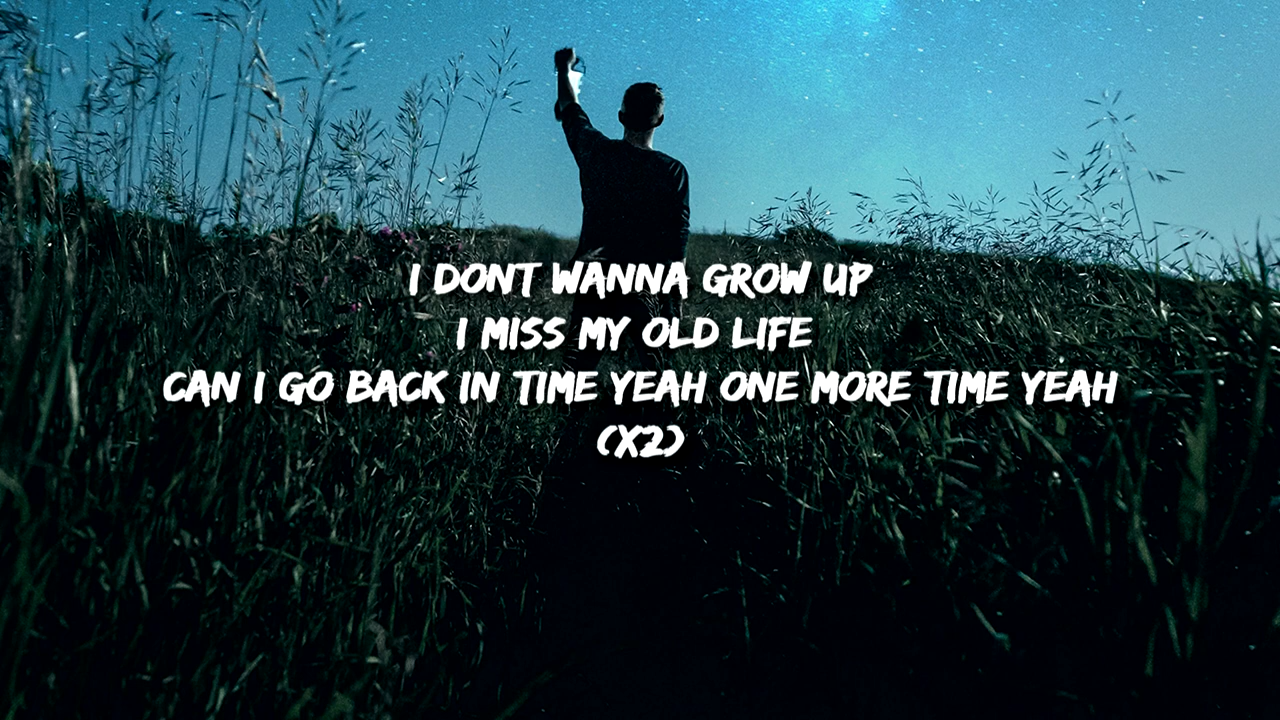 I DONT WANNA GROW UP
I MISS MY OLD LIFE
CAN I GO BACK IN TIME YEAH ONE MORE TIME YEAH
(X2)